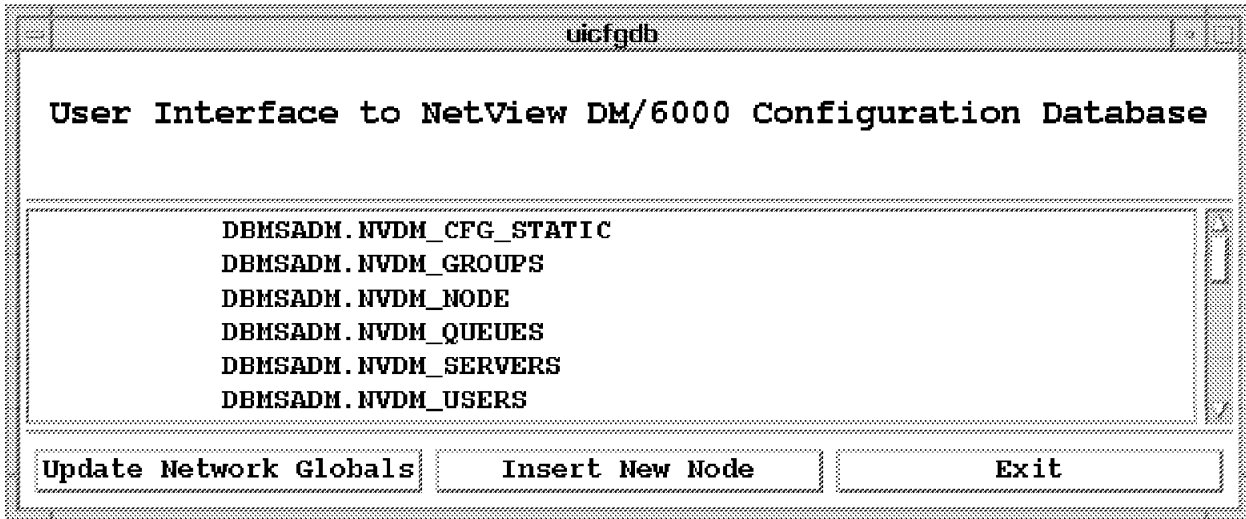 uicfgdb
User Interface to NetView DM/6000 Configuration Database
DBMSADM.NVDM_CFG_STATIC
DBMSADM.NVDM_GROUPS
DBMSADM.NVDM_NODE
DBMSADM.NVDM_QUEUES
DBMSADM.NVDM_SERVERS
DBMSADM.NVDM_USERS
Update Network Globals Insert New Node Exit